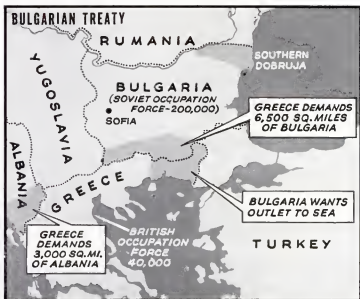 BULGARIAN TREATY
RUMANIA
SOUTHERN
DOBRUJA
YUGOSLAVIA
BULGARIA
(SOVIET OCCUPATION
FORCE-200,000)
SOFIA
GREECE DEMANDS
6,500 SQ. MILES
OF BULGARIA
ALBANIA
GREECE
BULGARIA WANTS
OUTLET TO SEA
GREECE
DEMANDS
3,000 SQ. MI.
OF ALBANIA
BRITISH
OCCUPATION
FORCE
40,000
TURKEY